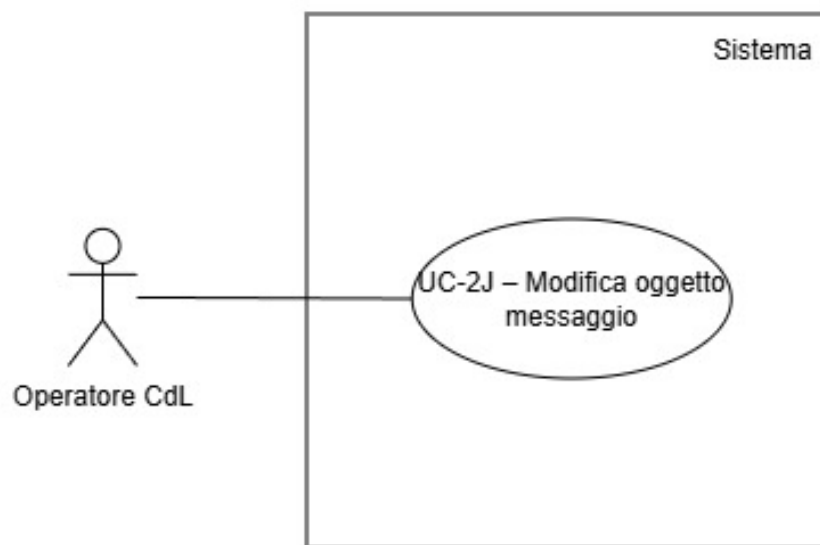 Sistema
UC-2J – Modifica oggetto
messaggio
Operatore CdL